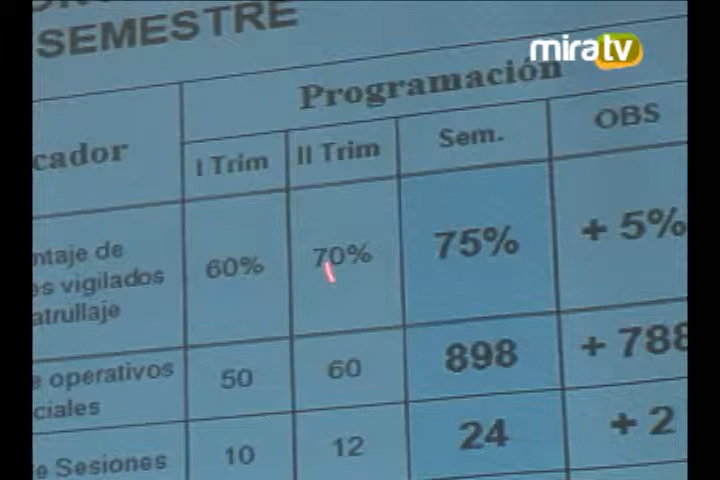 SEMESTRE
miratv
Programación
cador
I Trim
II Trim
Sem.
OBS
ntaje de
es vigilados
atrullaje
60%
70%
75%
+ 5%
e operativos
ciales
50
60
898
+ 788
e Sesiones
10
12
24
+ 2